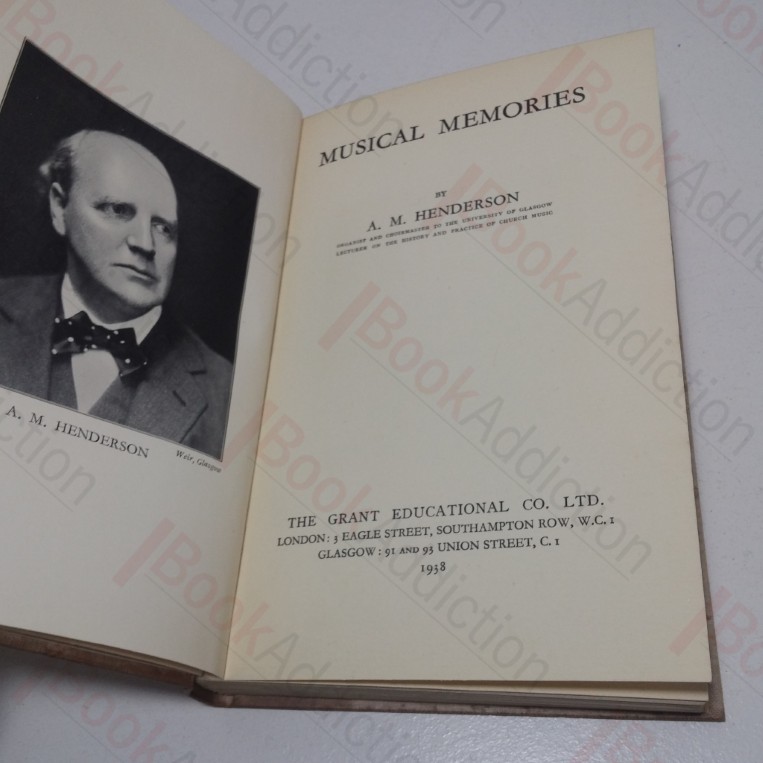 A. M. HENDERSON
Weir, Glasgow
MUSICAL MEMORIES
BY
A. M. HENDERSON
ORGANIST AND CHOIRMASTER TO THE UNIVERSITY OF GLASGOW
LECTURER ON THE HISTORY AND PRACTICE OF CHURCH MUSIC
THE GRANT EDUCATIONAL CO. LTD.
LONDON: 3 EAGLE STREET, SOUTHAMPTON ROW, W.C. 1
GLASGOW: 91 AND 93 UNION STREET, C. 1
1938
BookAddiction